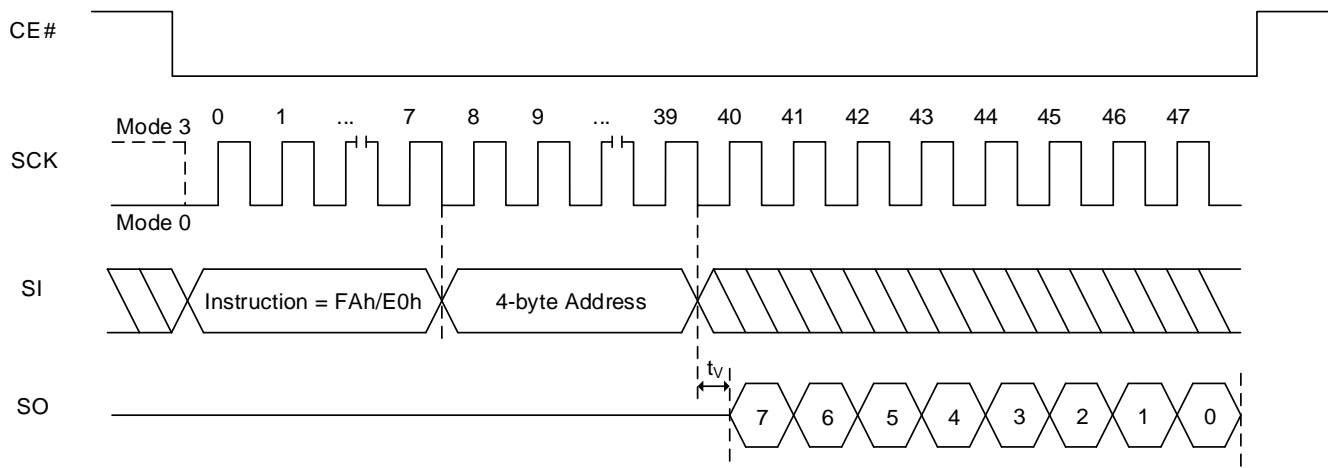 CE#
0 1 ... 7 8 9 ... 39 40 41 42 43 44 45 46 47
Mode 3
SCK
Mode 0
SI
Instruction = FAh/E0h
4-byte Address
tV
SO
7 6 5 4 3 2 1 0